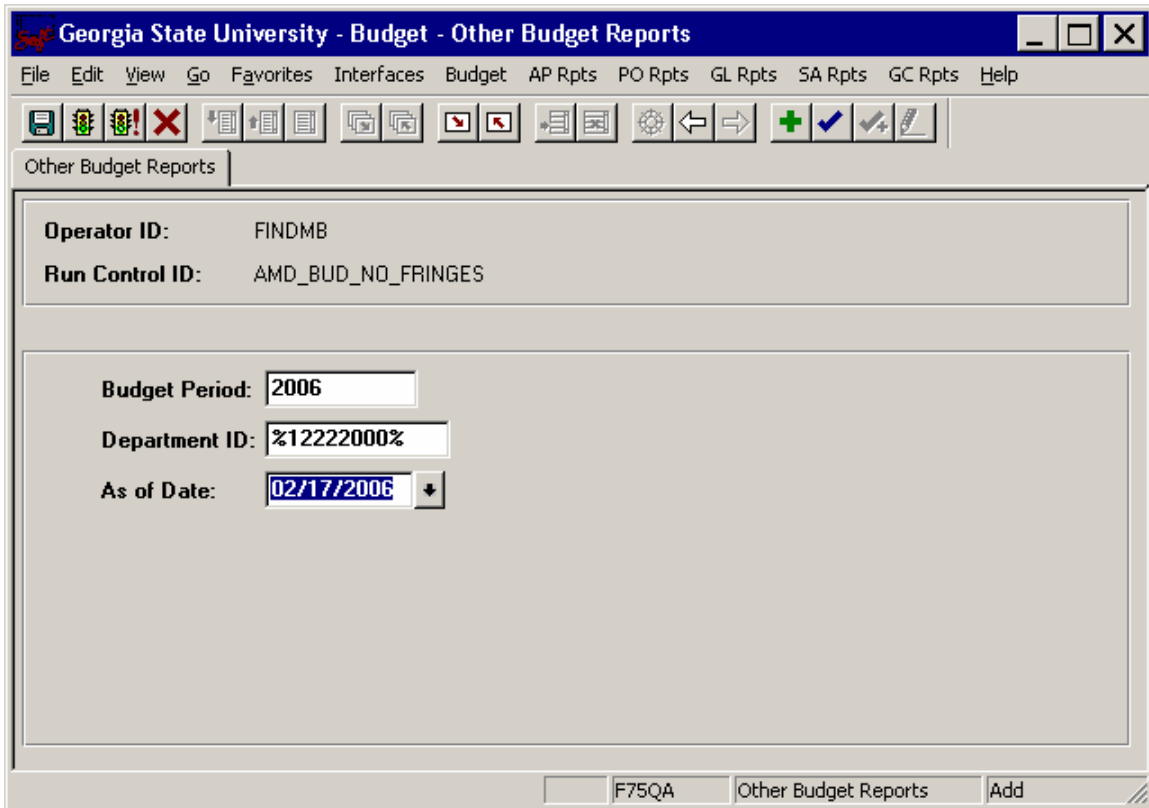 Georgia State University - Budget - Other Budget Reports
File Edit View Go Favorites Interfaces Budget AP Rpts PO Rpts GL Rpts SA Rpts GC Rpts Help
Other Budget Reports
Operator ID: FINDMB
Run Control ID: AMD_BUD_NO_FRINGES
Budget Period: 2006
Department ID: %12222000%
As of Date: 02/17/2006
F75QA Other Budget Reports Add